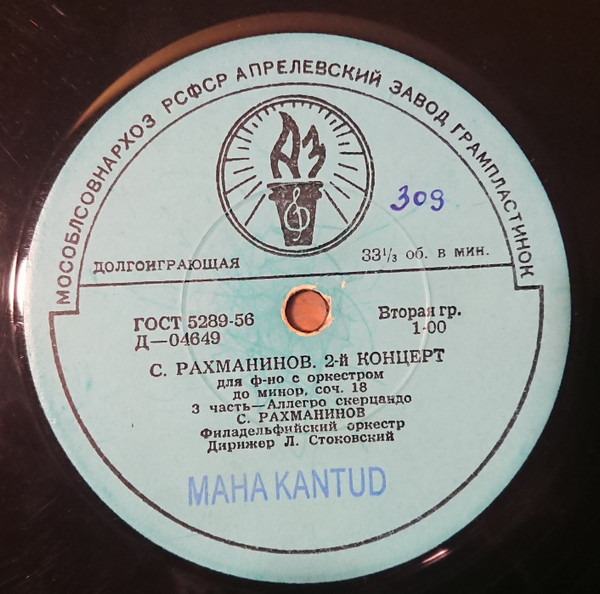 МОСОБЛСОВНАРХОЗ РСФСР АПРЕЛЕВСКИЙ ЗАВОД ГРАМПЛАСТИНОК
АЗ
309
ДОЛГОИГРАЮЩАЯ
33⅓ об. в мин.
ГОСТ 5289-56
Вторая гр.
Д—04649
1-00
С. РАХМАНИНОВ. 2-й КОНЦЕРТ
для ф-но с оркестром
до минор, соч. 18
3 часть—Аллегро скерцандо
С. РАХМАНИНОВ
Филадельфийский оркестр
Дирижер Л. Стоковский
MAHA KANTUD